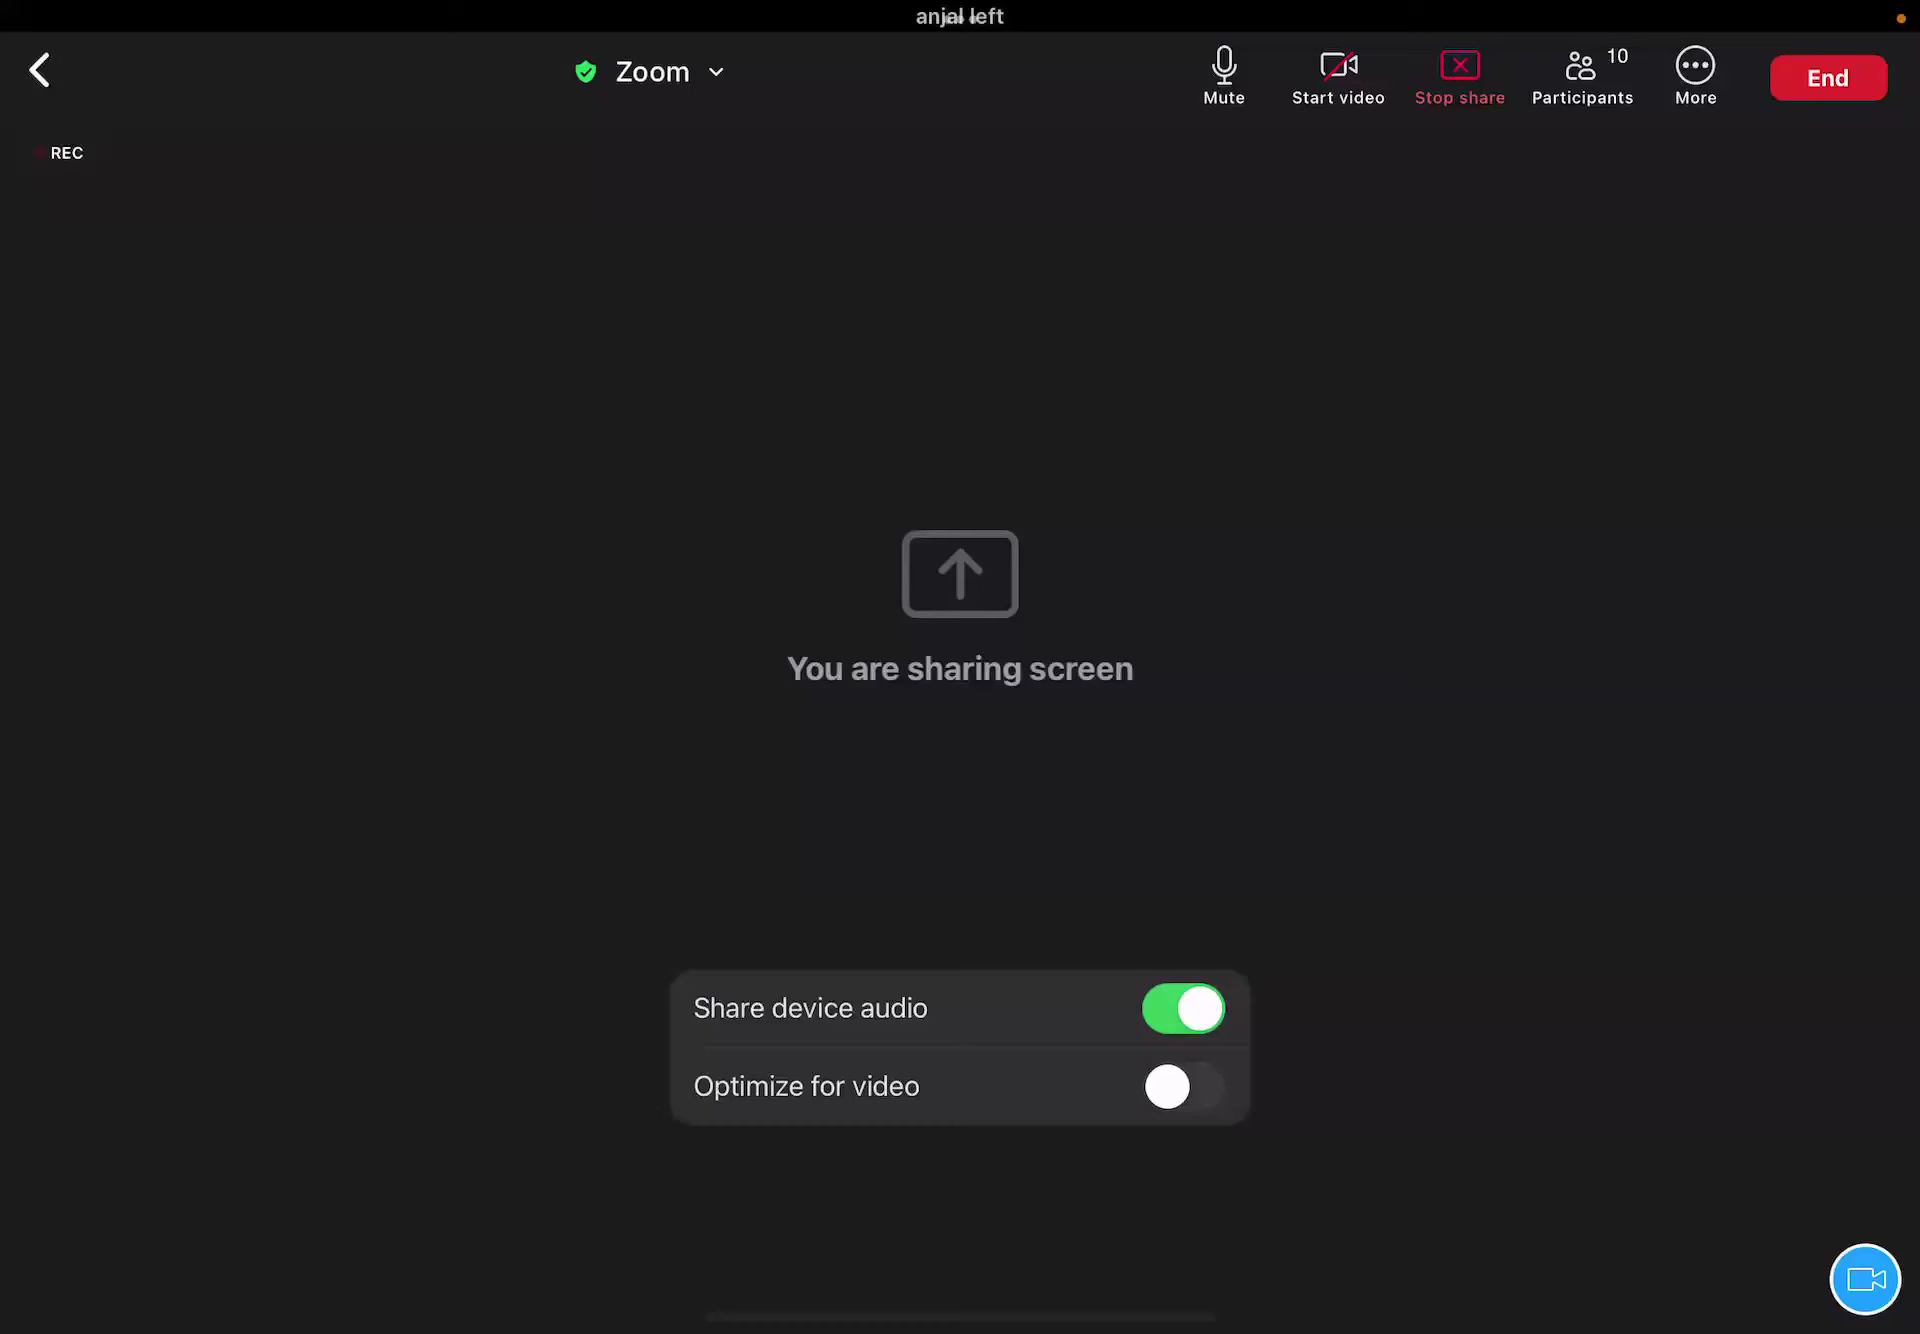 anjal left
Zoom
Mute
Start video
Stop share
Participants
10
More
End
REC
You are sharing screen
Share device audio
Optimize for video